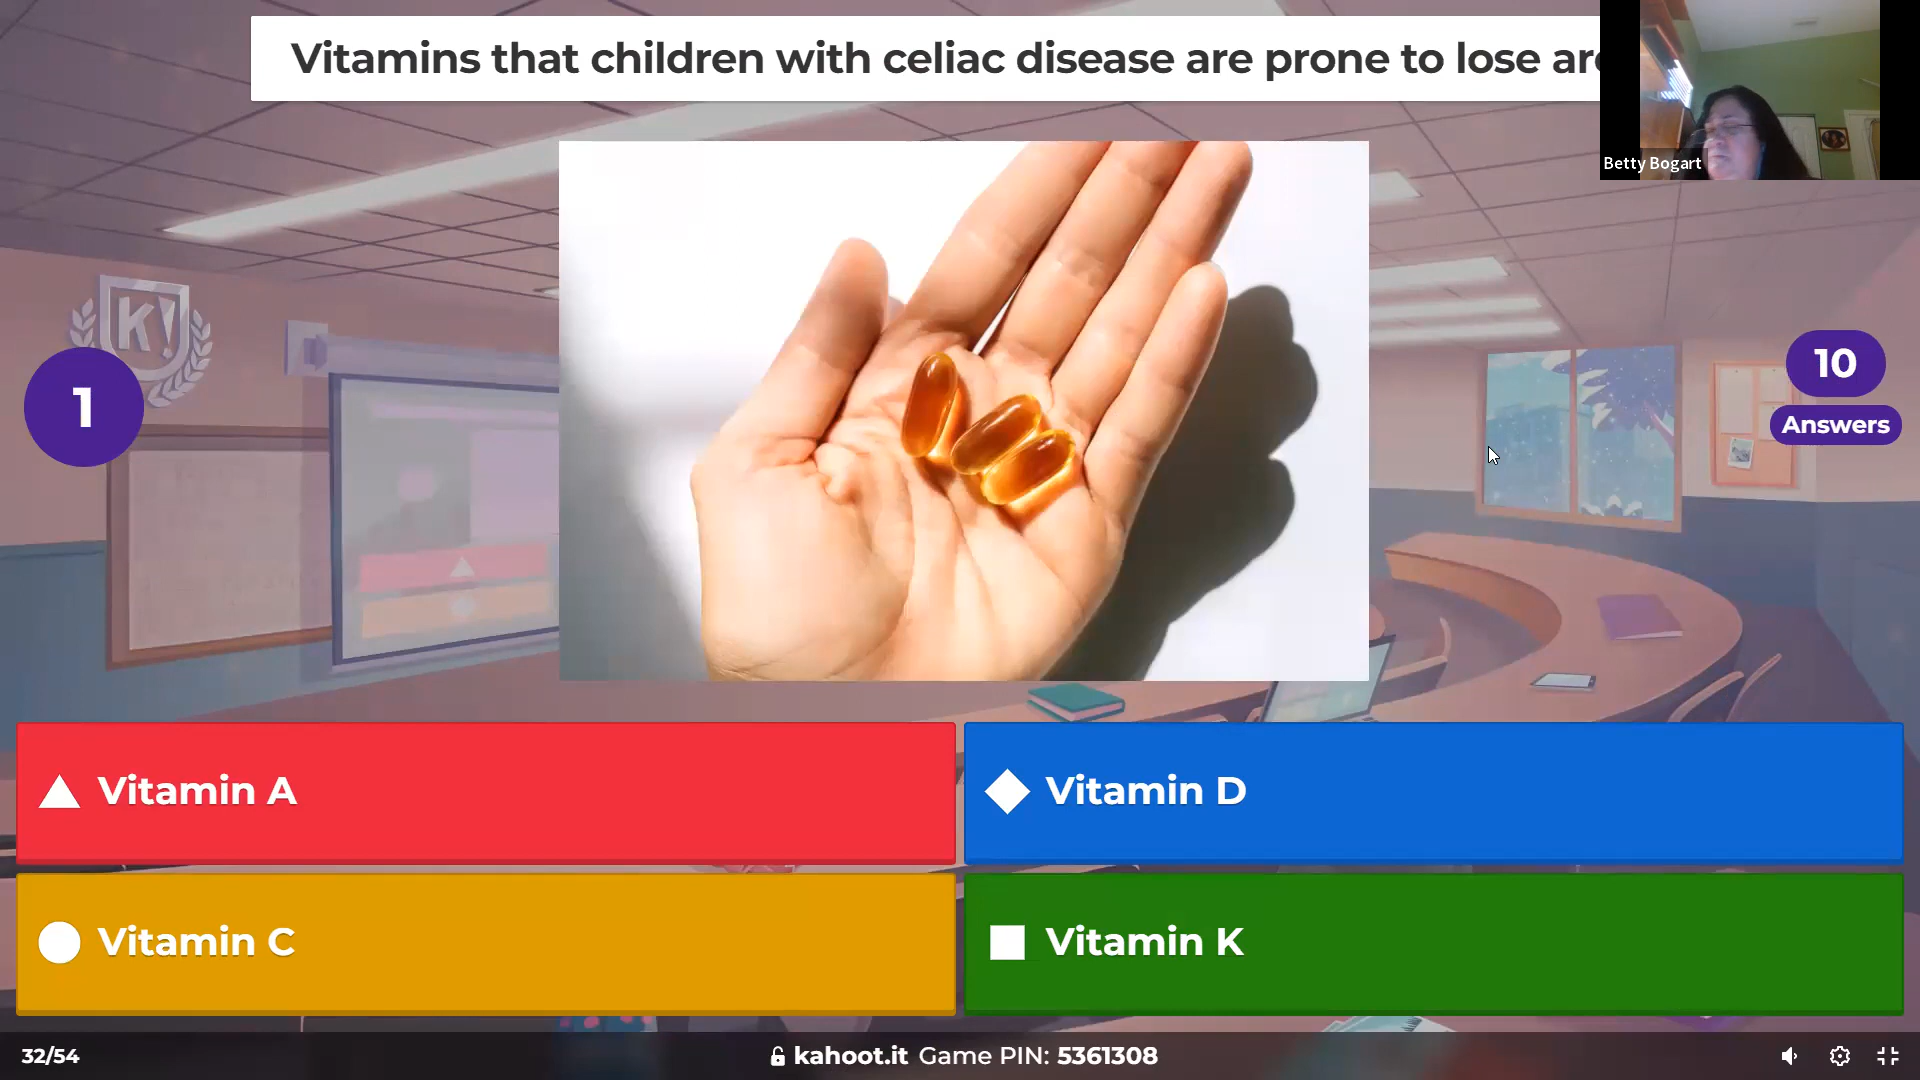 Vitamins that children with celiac disease are prone to lose
Betty Bogart
K!
1
10
Answers
Vitamin A
Vitamin D
Vitamin C
Vitamin K
32/54
kahoot.it Game PIN: 5361308